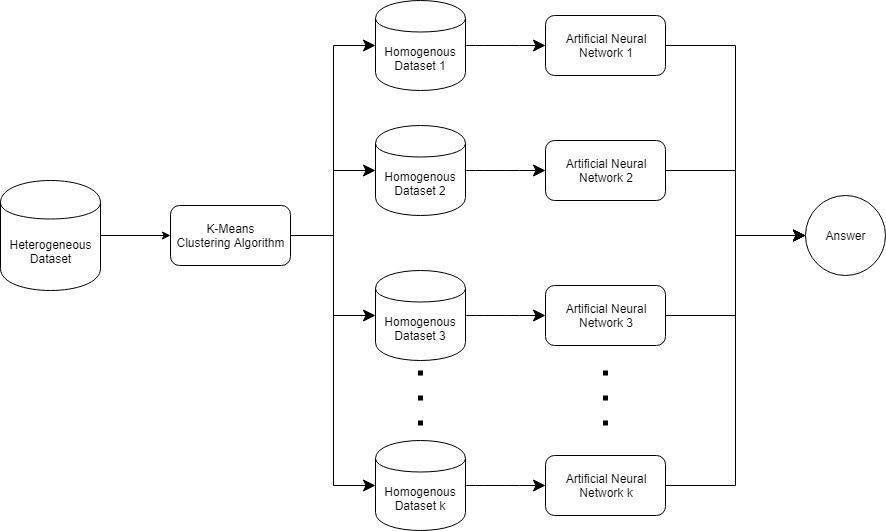 Homogenous
Dataset 1
Artificial Neural
Network 1
Homogenous
Dataset 2
Artificial Neural
Network 2
Heterogeneous
Dataset
K-Means
Clustering Algorithm
Answer
Homogenous
Dataset 3
Artificial Neural
Network 3
Homogenous
Dataset k
Artificial Neural
Network k